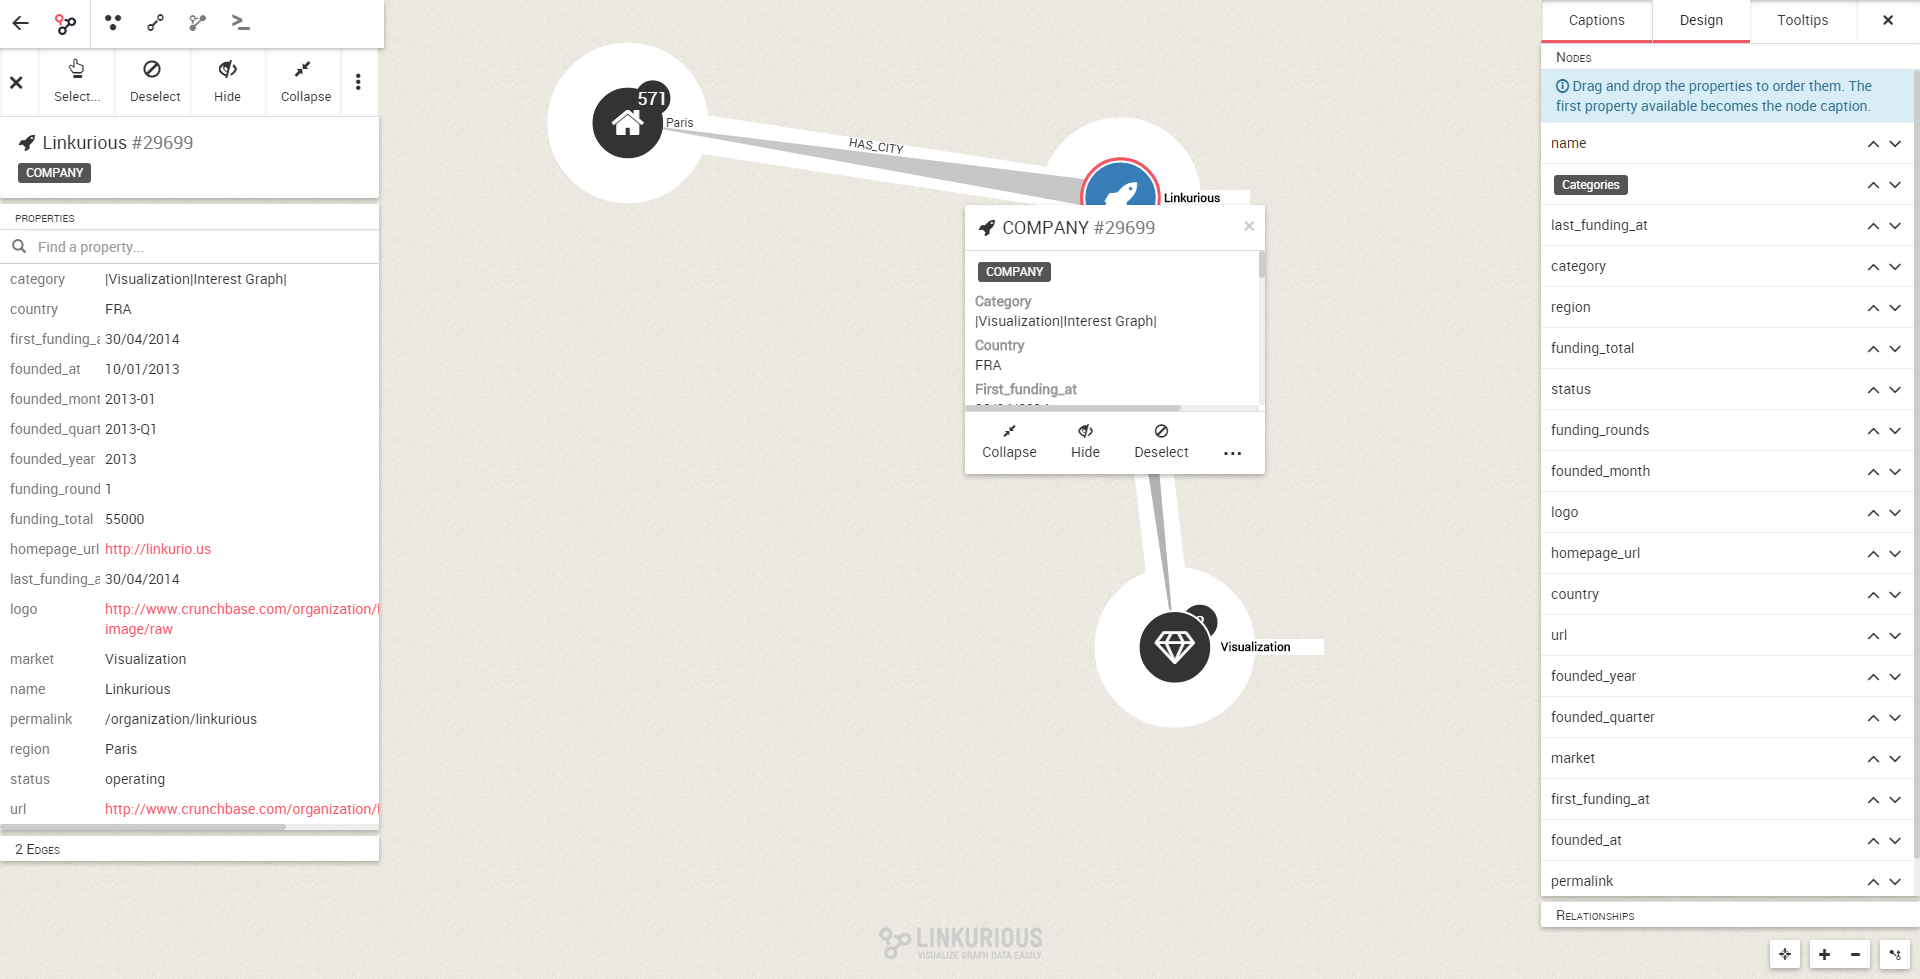 Select...
Deselect
Hide
Collapse
Linkurious #29699
COMPANY
PROPERTIES
Find a property...
category |Visualization|Interest Graph|
country FRA
first_funding_a 30/04/2014
founded_at 10/01/2013
founded_mont 2013-01
founded_quart 2013-Q1
founded_year 2013
funding_round 1
funding_total 55000
homepage_url http://linkurio.us
last_funding_a 30/04/2014
logo http://www.crunchbase.com/organization/
image/raw
market Visualization
name Linkurious
permalink /organization/linkurious
region Paris
status operating
url http://www.crunchbase.com/organization/
2 EDGES
571
Paris
HAS_CITY
Linkurious
COMPANY #29699
×
COMPANY
Category
|Visualization|Interest Graph|
Country
FRA
First_funding_at
Collapse
Hide
Deselect
...
Visualization
LINKURIOUS
VISUALIZE GRAPH DATA EASILY
Captions
Design
Tooltips
NODES
Drag and drop the properties to order them. The
first property available becomes the node caption.
name
Categories
last_funding_at
category
region
funding_total
status
funding_rounds
founded_month
logo
homepage_url
country
url
founded_year
founded_quarter
market
first_funding_at
founded_at
permalink
RELATIONSHIPS